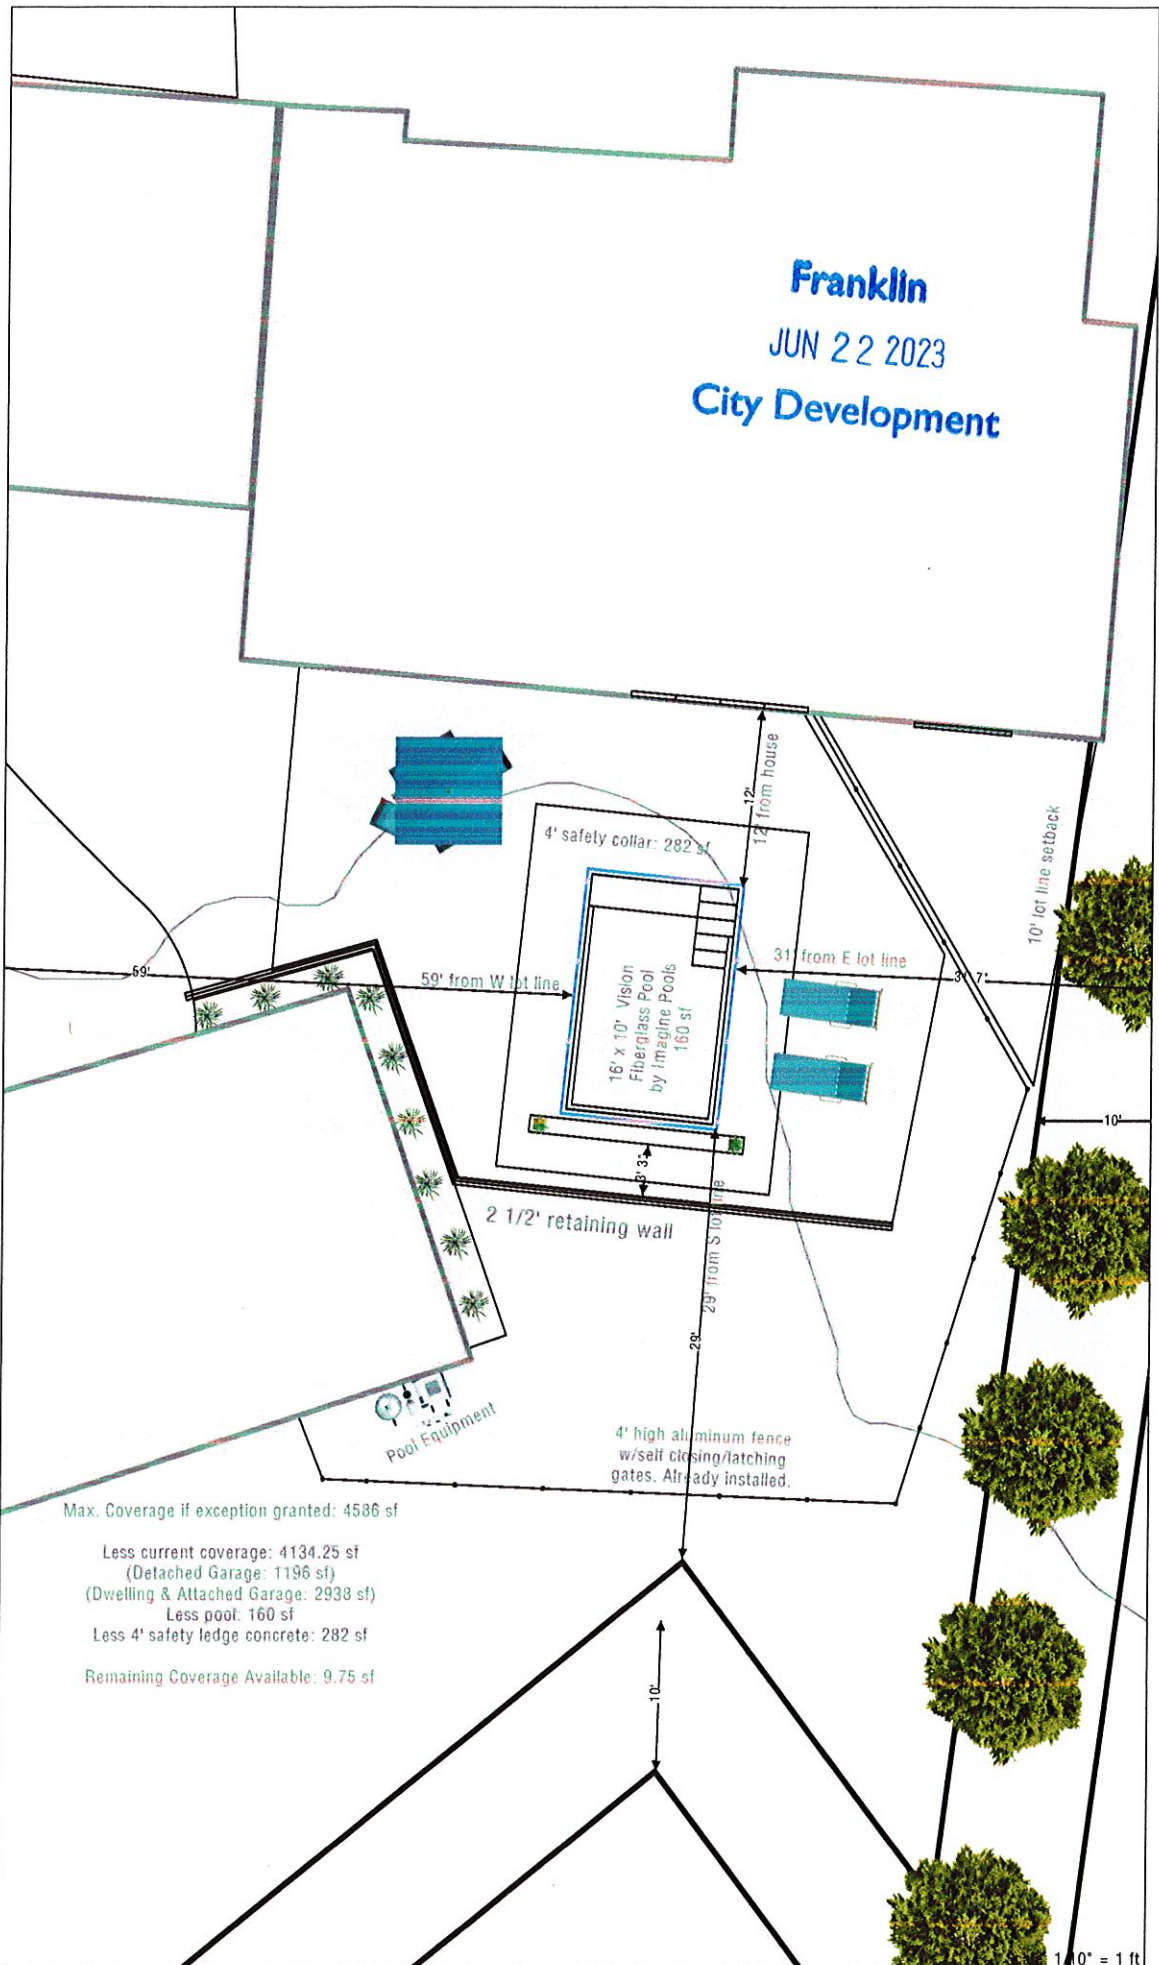 Franklin
JUN 22 2023
City Development
12'
12' from house
4' safety collar: 282 sf
10' lot line setback
59'
59' from W lot line
31' from E lot line
31' 7"
16' x 10' Vision
Fiberglass Pool
by Imagine Pools
160 sf
10'
3' 3"
2 1/2' retaining wall
29' from S lot line
29'
Pool Equipment
4' high aluminum fence
w/self closing/latching
gates. Already installed.
Max. Coverage if exception granted: 4586 sf
Less current coverage: 4134.25 sf
(Detached Garage: 1196 sf)
(Dwelling & Attached Garage: 2938 sf)
Less pool: 160 sf
Less 4' safety ledge concrete: 282 sf
Remaining Coverage Available: 9.75 sf
10'
1/10" = 1 ft